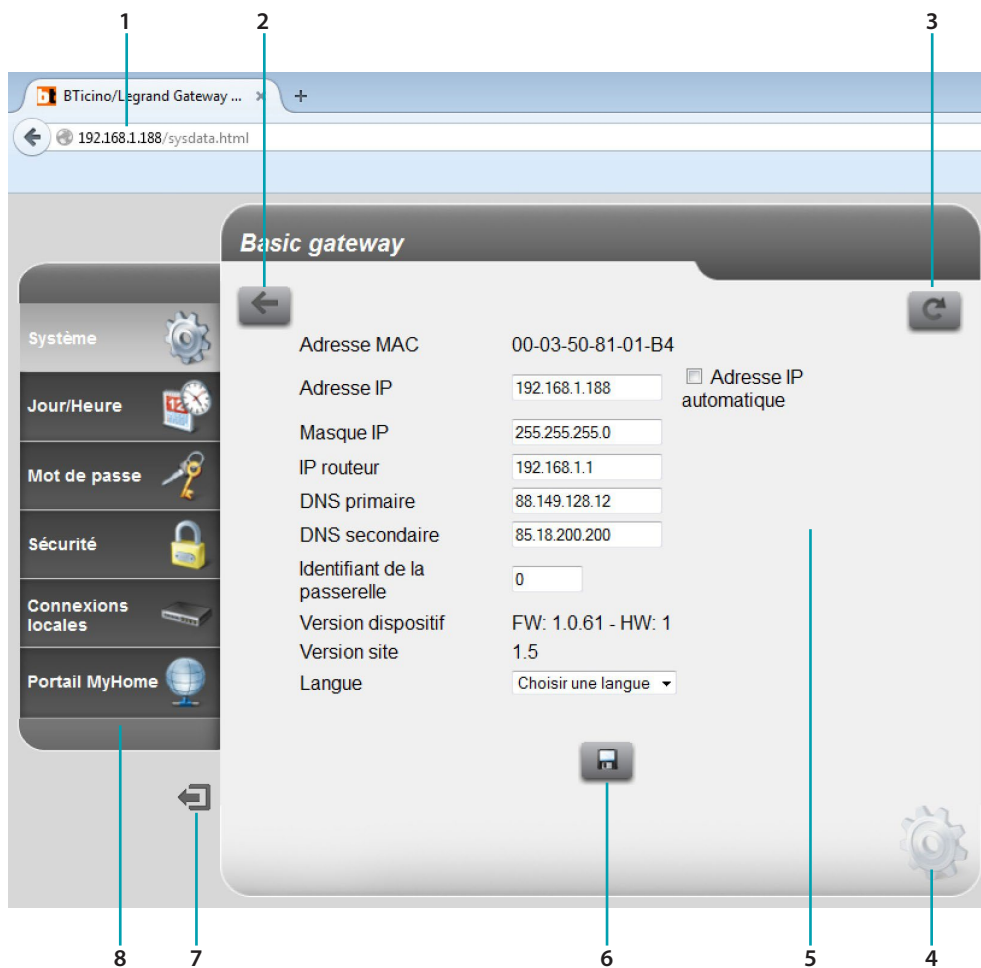 1 2 3
BTicino/Legrand Gateway ... × +
192.168.1.188/sysdata.html
Basic gateway
Système
Jour/Heure
12
Mot de passe
Sécurité
Connexions
locales
Portail MyHome
Adresse MAC 00-03-50-81-01-B4
Adresse IP 192.168.1.188 Adresse IP
automatique
Masque IP 255.255.255.0
IP routeur 192.168.1.1
DNS primaire 88.149.128.12
DNS secondaire 85.18.200.200
Identifiant de la
passerelle 0
Version dispositif FW: 1.0.61 - HW: 1
Version site 1.5
Langue Choisir une langue
8 7 6 5 4